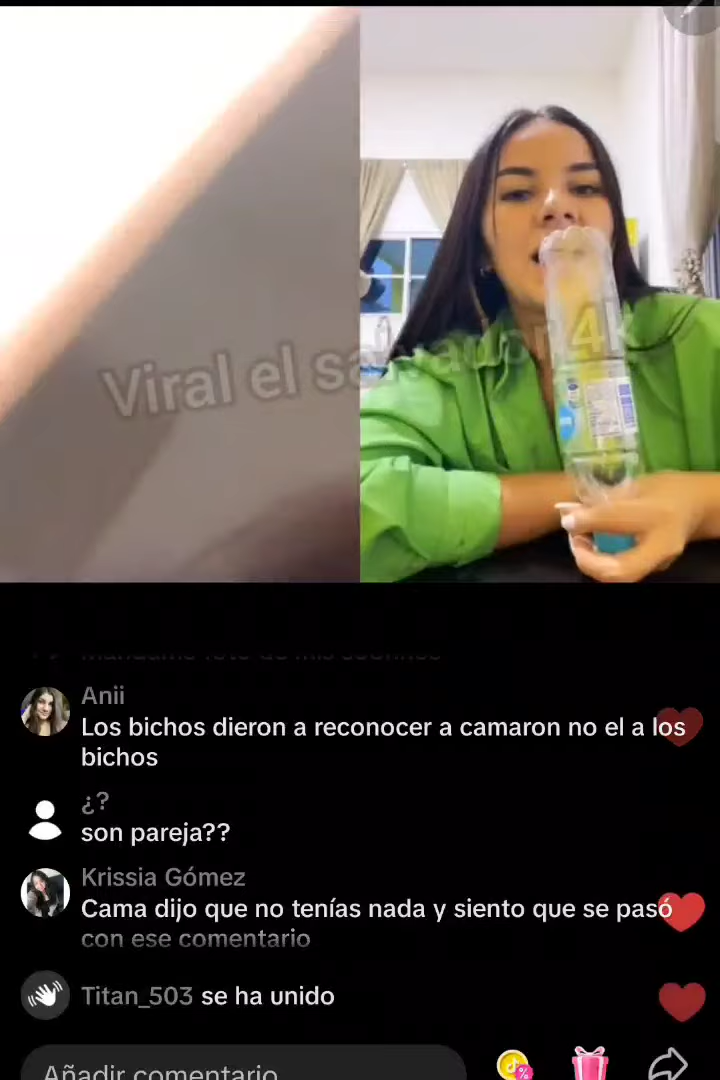 Viral el salvador4k
Anii
Los bichos dieron a reconocer a camaron no el a los
bichos
¿?
son pareja??
Krissia Gómez
Cama dijo que no tenías nada y siento que se pasó
con ese comentario
Titan_503 se ha unido
Añadir comentario